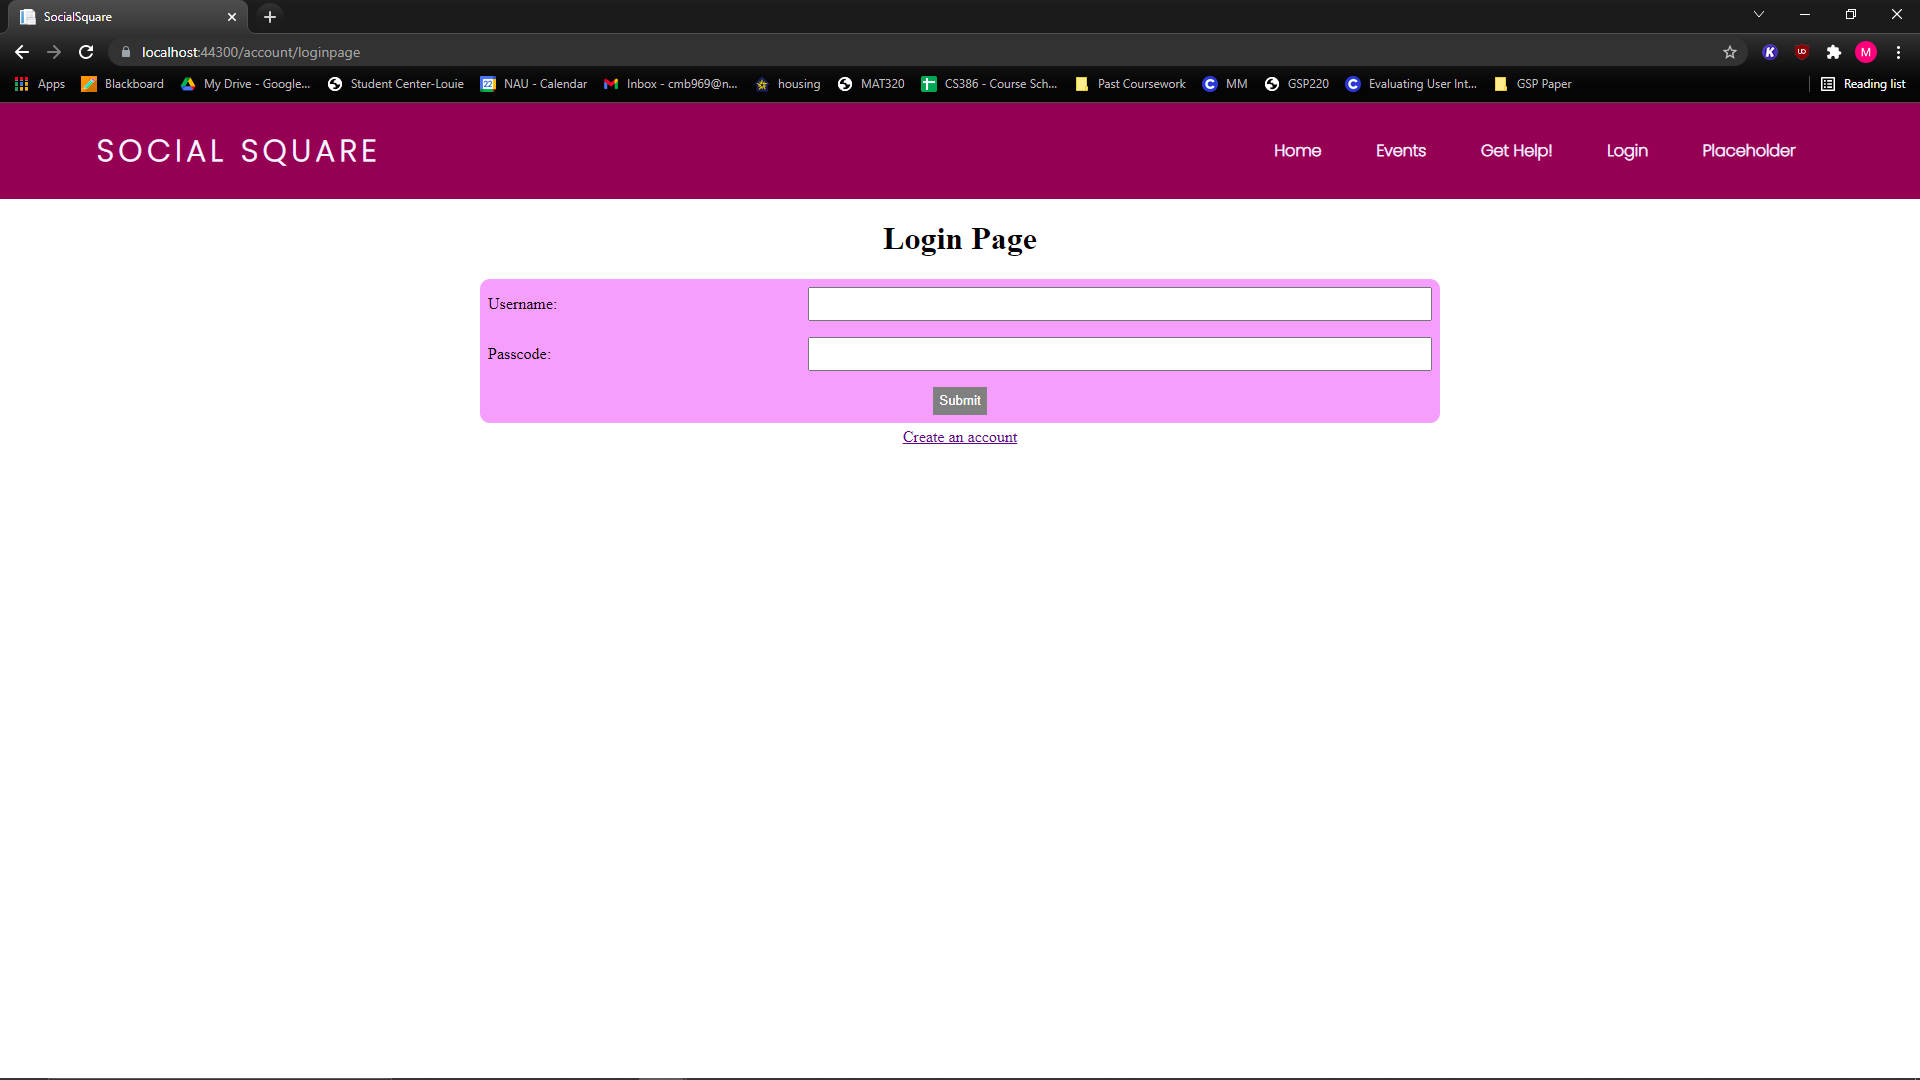 SocialSquare
localhost:44300/account/loginpage
Apps Blackboard My Drive - Google... Student Center-Louie 22 NAU - Calendar Inbox - cmb969@n... housing MAT320 CS386 - Course Sch... Past Coursework MM GSP220 Evaluating User Int... GSP Paper Reading list
K UD M
SOCIAL SQUARE Home Events Get Help! Login Placeholder
Login Page
Username:
Passcode:
Submit
Create an account